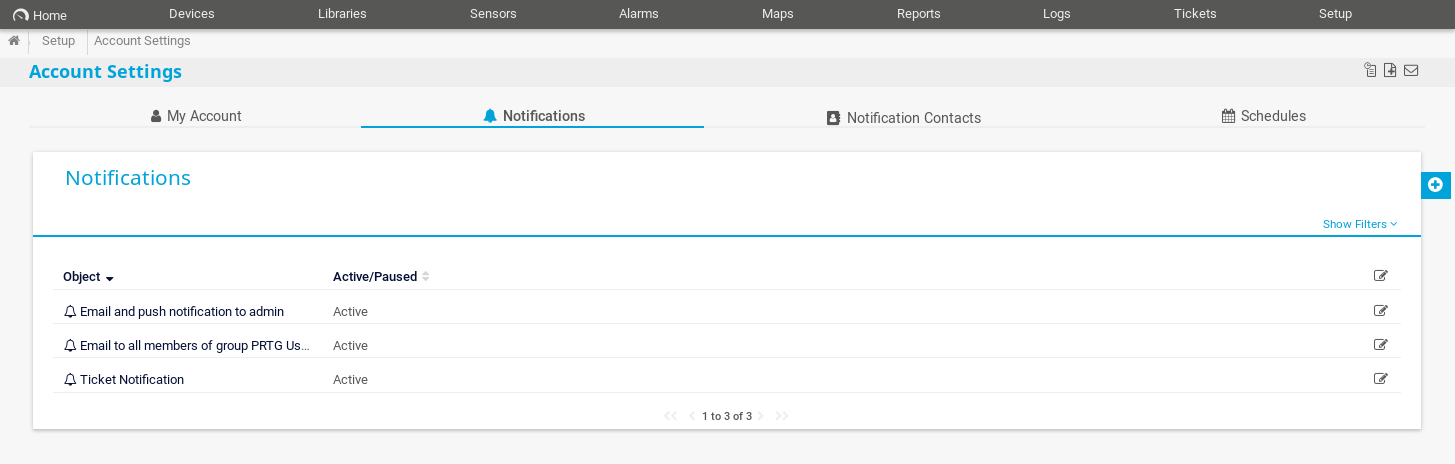 Home Devices Libraries Sensors Alarms Maps Reports Logs Tickets Setup
Setup Account Settings
Account Settings
My Account Notifications Notification Contacts Schedules
Notifications
Show Filters
Object Active/Paused
Email and push notification to admin Active
Email to all members of group PRTG Us... Active
Ticket Notification Active
1 to 3 of 3